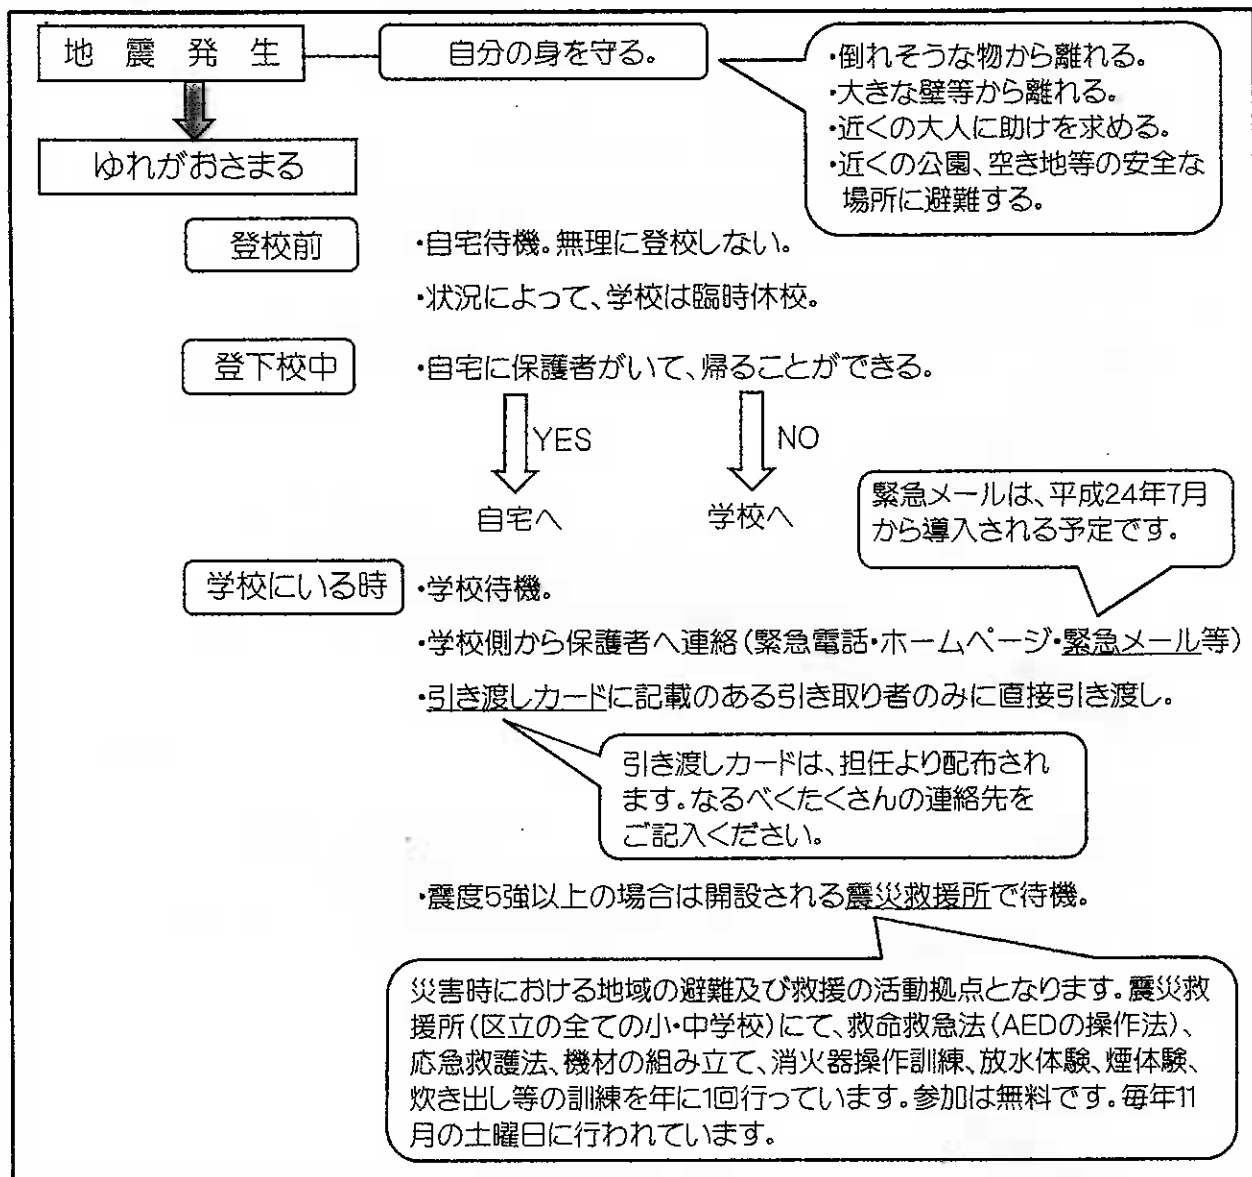 地震発生
自分の身を守る。
・倒れそうな物から離れる。
・大きな壁等から離れる。
・近くの大人に助けを求める。
・近くの公園、空き地等の安全な
場所に避難する。
ゆれがおさまる
登校前
・自宅待機。無理に登校しない。
・状況によって、学校は臨時休校。
登下校中
・自宅に保護者がいて、帰ることができる。
YES
NO
自宅へ
学校へ
緊急メールは、平成24年7月
から導入される予定です。
学校にいる時
・学校待機。
・学校側から保護者へ連絡(緊急電話・ホームページ・緊急メール等)
・引き渡しカードに記載のある引き取り者のみに直接引き渡し。
引き渡しカードは、担任より配布され
ます。なるべくたくさんの連絡先を
ご記入ください。
・震度5強以上の場合は開設される震災救援所で待機。
災害時における地域の避難及び救援の活動拠点となります。震災救
援所(区立の全ての小・中学校)にて、救命救急法(AEDの操作法)、
応急救護法、機材の組み立て、消火器操作訓練、放水体験、煙体験、
炊き出し等の訓練を年に1回行っています。参加は無料です。毎年11
月の土曜日に行われています。